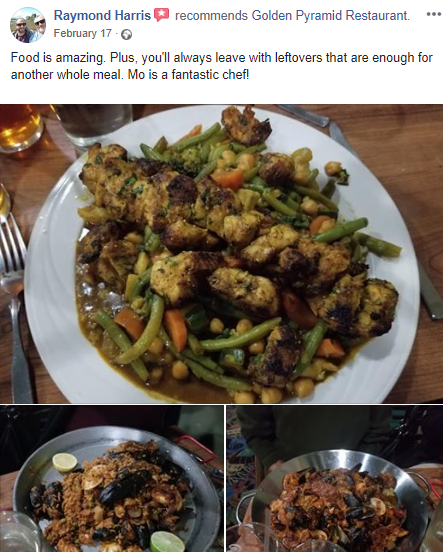 Raymond Harris recommends Golden Pyramid Restaurant.
February 17 ·
Food is amazing. Plus, you'll always leave with leftovers that are enough for
another whole meal. Mo is a fantastic chef!